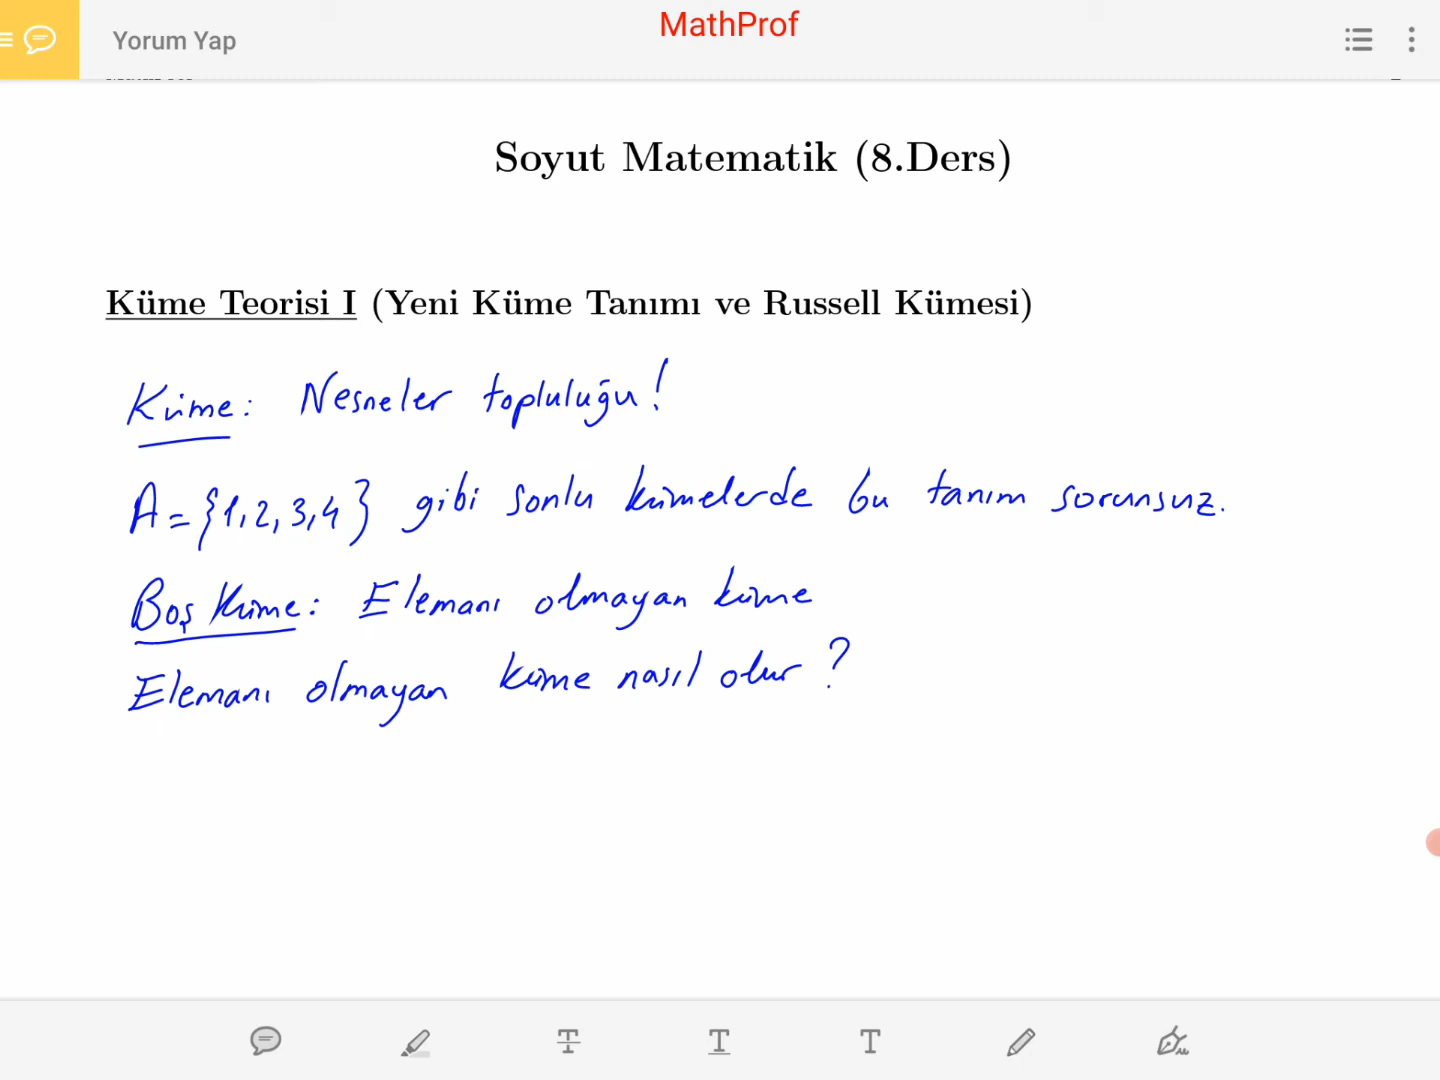 MathProf
Yorum Yap
Soyut Matematik (8.Ders)
Küme Teorisi I (Yeni Küme Tanımı ve Russell Kümesi)
Küme: Nesneler topluluğu!
A={1,2,3,4} gibi sonlu kümelerde bu tanım sorunsuz.
Boş Küme: Elemanı olmayan küme
Elemanı olmayan küme nasıl olur?